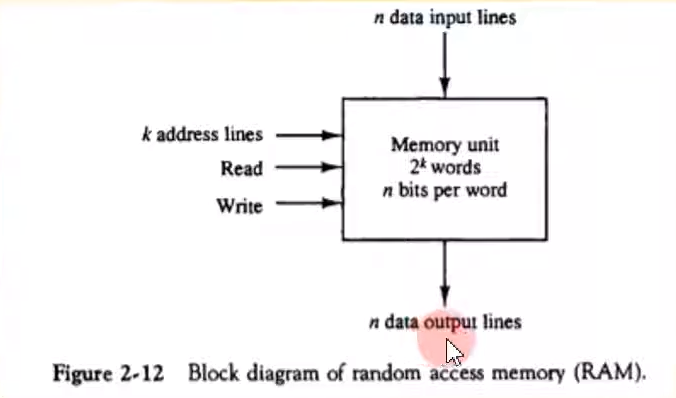 n data input lines
k address lines
Read
Write
Memory unit
2ᵏ words
n bits per word
n data output lines
Figure 2-12 Block diagram of random access memory (RAM).